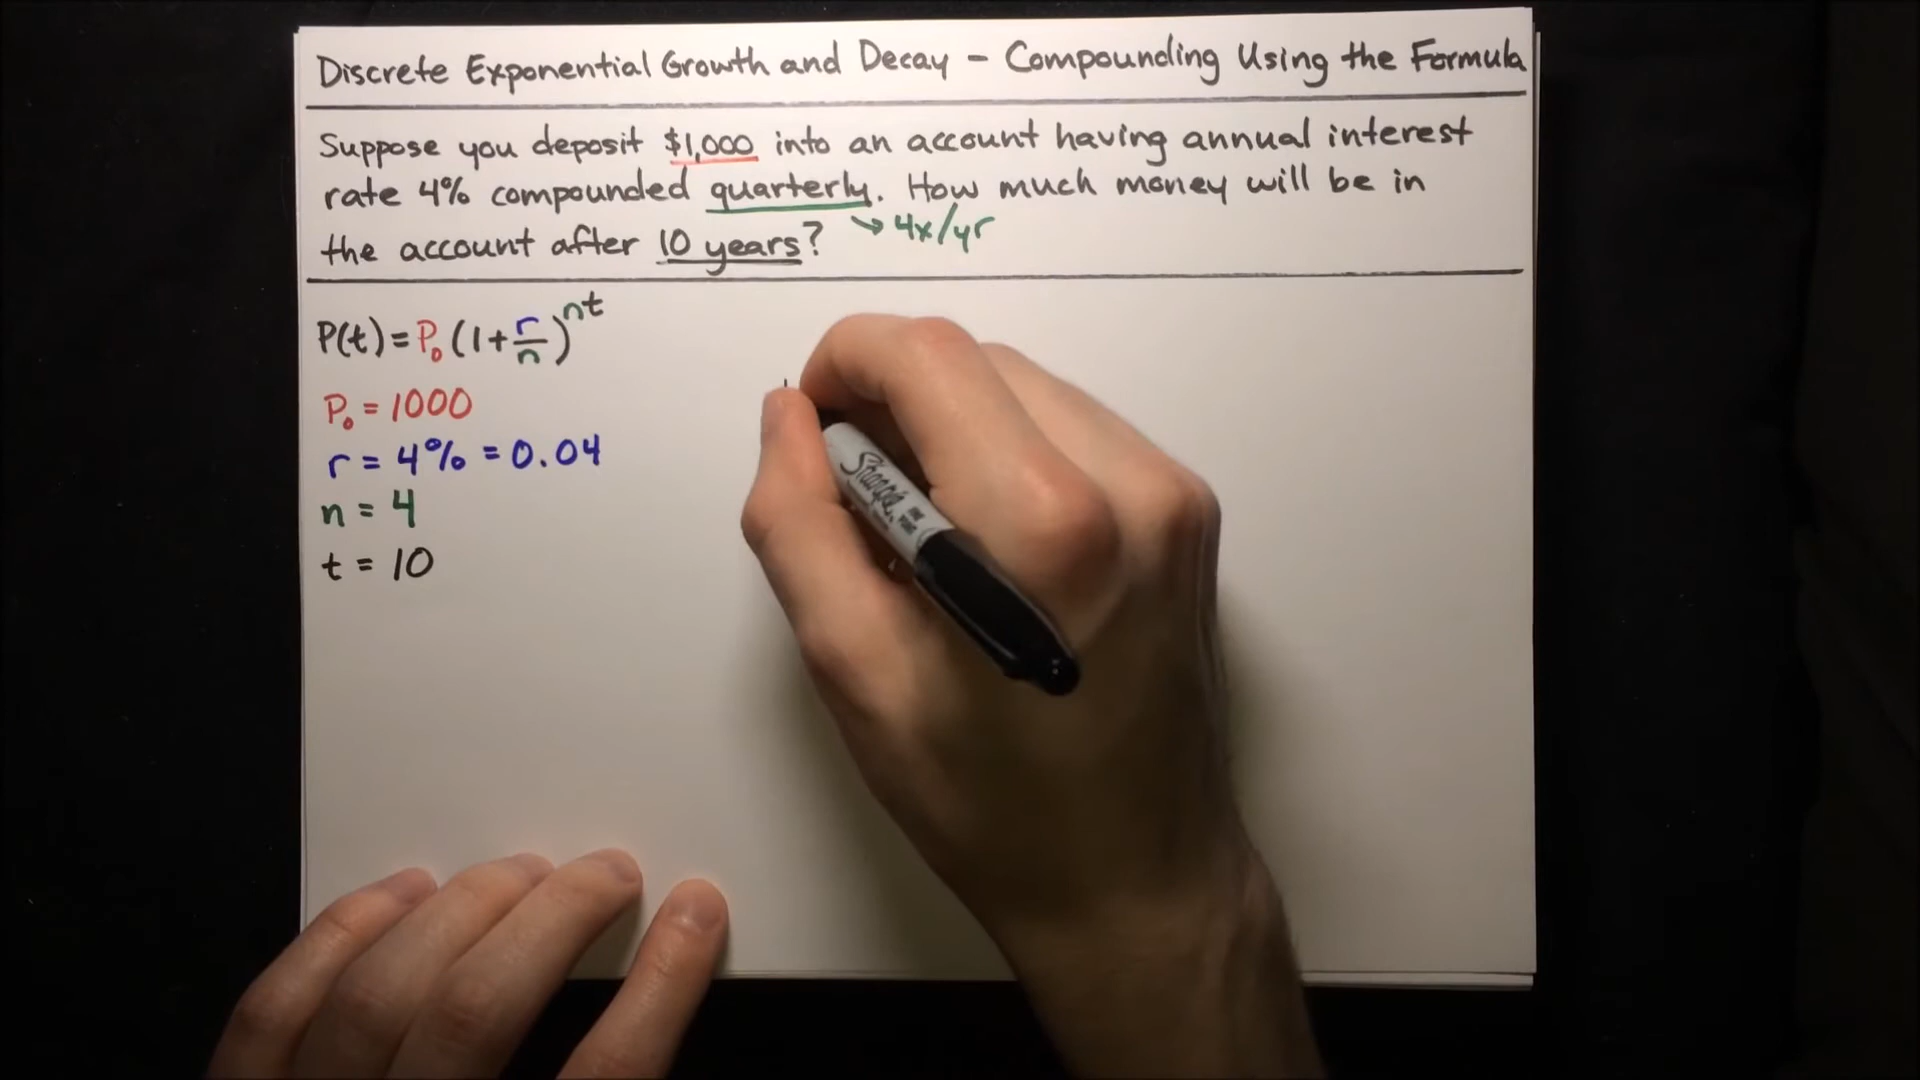 Discrete Exponential Growth and Decay – Compounding Using the Formula
Suppose you deposit $1,000 into an account having annual interest
rate 4% compounded quarterly. How much money will be in
→ 4x/yr
the account after 10 years?
P(t) = P₀ (1 + r/n)^nt
P₀ = 1000
r = 4% = 0.04
n = 4
t = 10
Sharpie